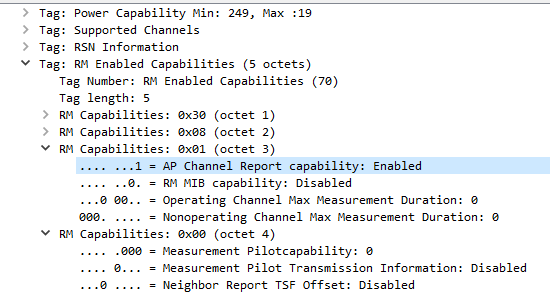 Tag: Power Capability Min: 249, Max :19
Tag: Supported Channels
Tag: RSN Information
Tag: RM Enabled Capabilities (5 octets)
Tag Number: RM Enabled Capabilities (70)
Tag length: 5
RM Capabilities: 0x30 (octet 1)
RM Capabilities: 0x08 (octet 2)
RM Capabilities: 0x01 (octet 3)
.... ...1 = AP Channel Report capability: Enabled
.... ..0. = RM MIB capability: Disabled
...0 00.. = Operating Channel Max Measurement Duration: 0
000. .... = Nonoperating Channel Max Measurement Duration: 0
RM Capabilities: 0x00 (octet 4)
.... .000 = Measurement Pilotcapability: 0
.... 0... = Measurement Pilot Transmission Information: Disabled
...0 .... = Neighbor Report TSF Offset: Disabled